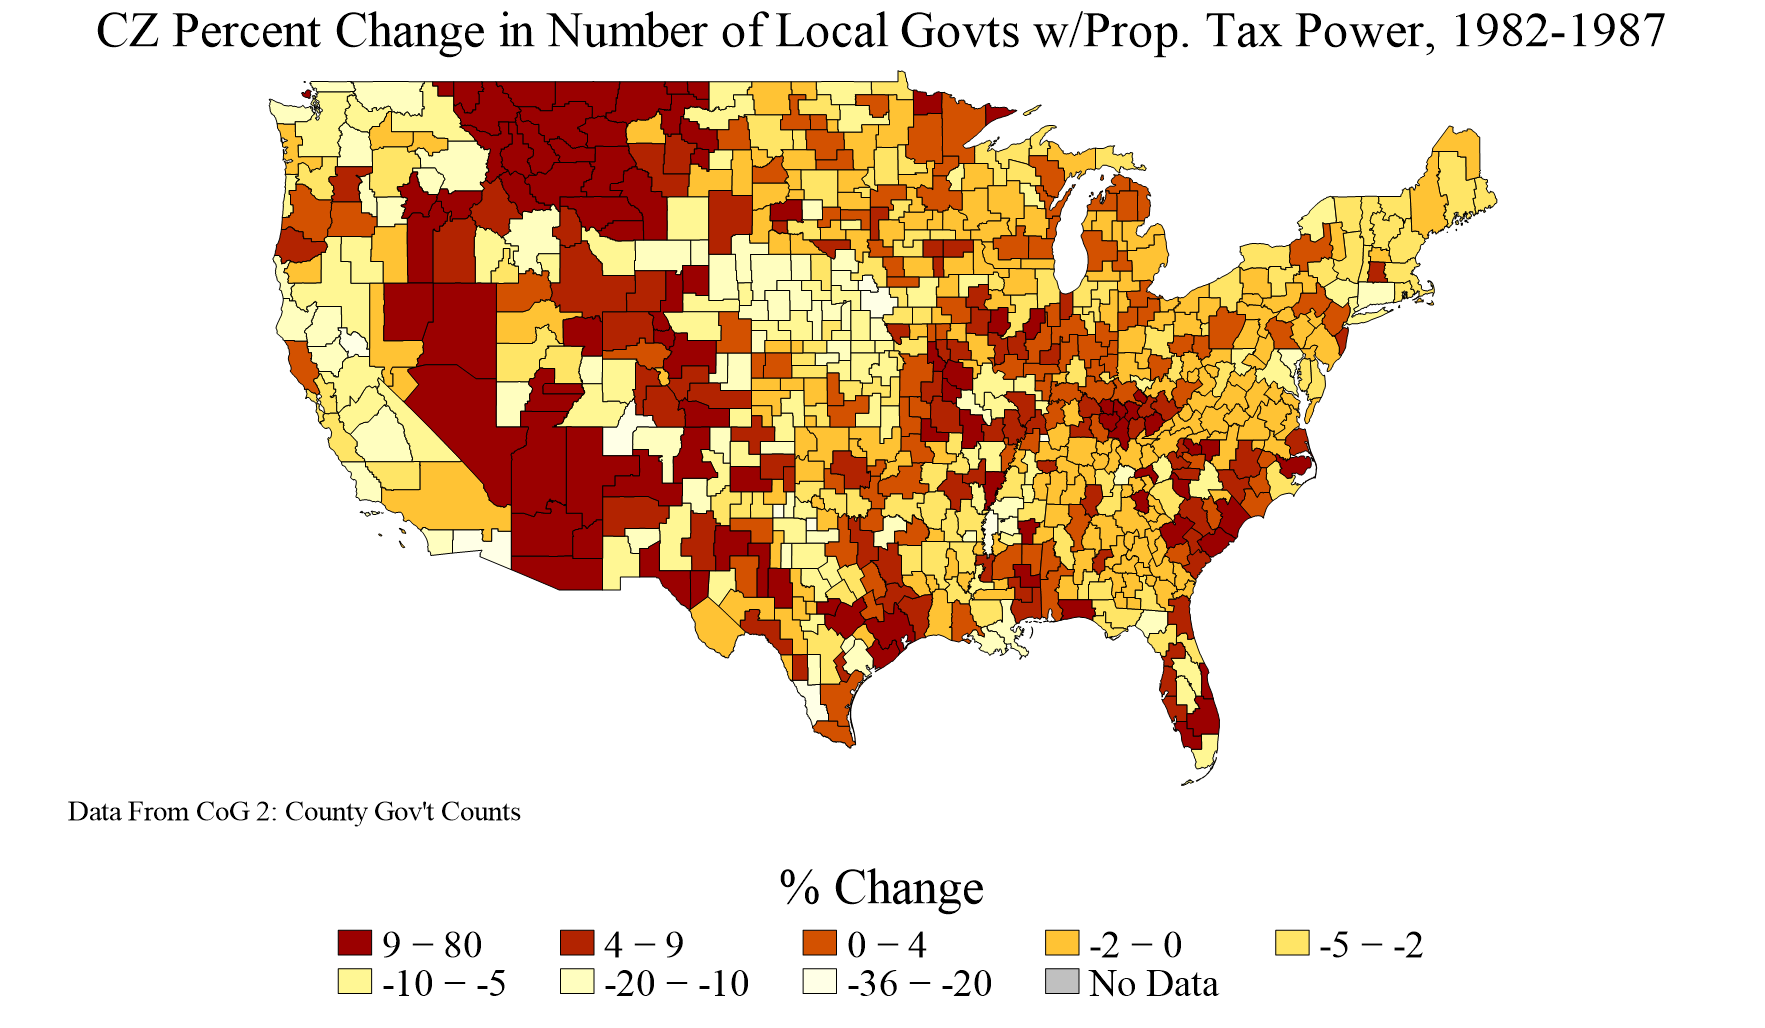 CZ Percent Change in Number of Local Govts w/Prop. Tax Power, 1982-1987
Data From CoG 2: County Gov't Counts
% Change
9 − 80
4 − 9
0 − 4
-2 − 0
-5 − -2
-10 − -5
-20 − -10
-36 − -20
No Data